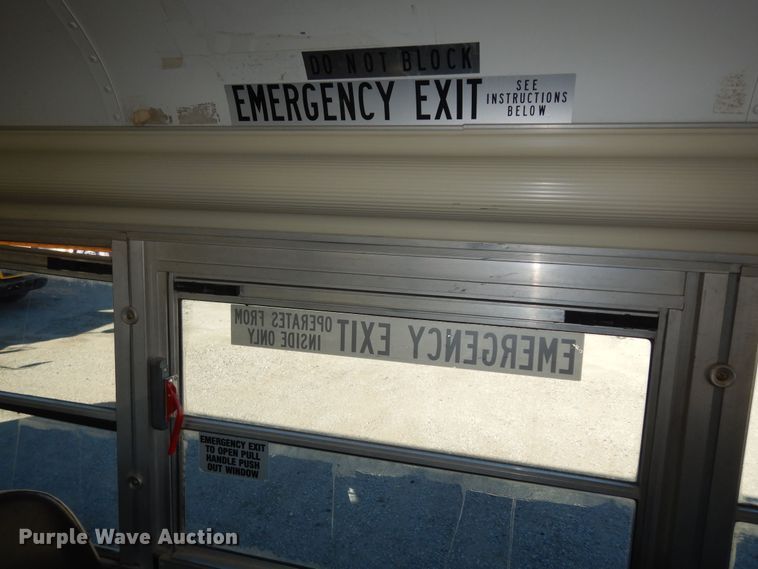 DO NOT BLOCK
EMERGENCY EXIT
SEE
INSTRUCTIONS
BELOW
EMERGENCY EXIT
OPERATES FROM
INSIDE ONLY
EMERGENCY EXIT
TO OPEN PULL
HANDLE PUSH
OUT WINDOW
Purple Wave Auction